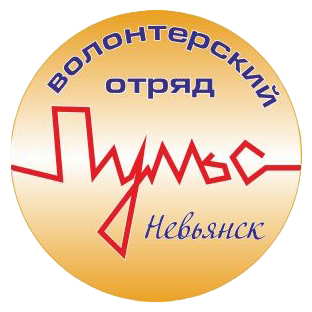 волонтерский
отряд
Пульс
Невьянск